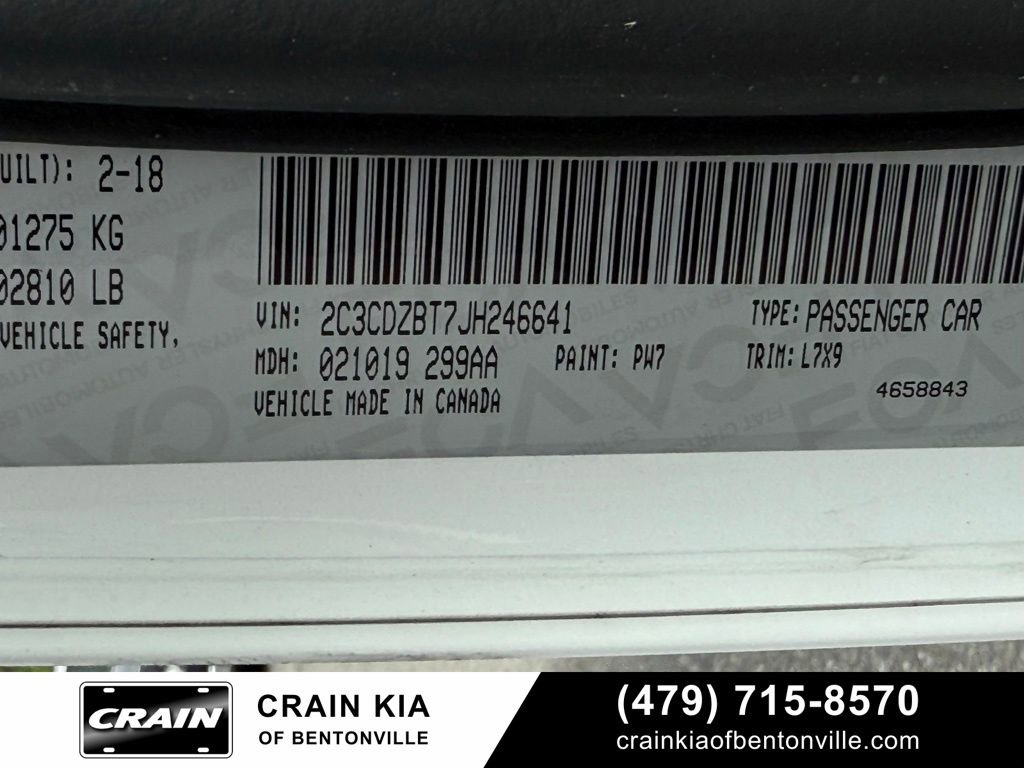 UILT): 2-18
01275 KG
02810 LB
VEHICLE SAFETY,
VIN: 2C3CDZBT7JH246641
TYPE: PASSENGER CAR
MDH: 021019 299AA
PAINT: PW7
TRIM: L7X9
VEHICLE MADE IN CANADA
4658843
CRAIN
CRAIN KIA
OF BENTONVILLE
(479) 715-8570
crainkiaofbentonville.com